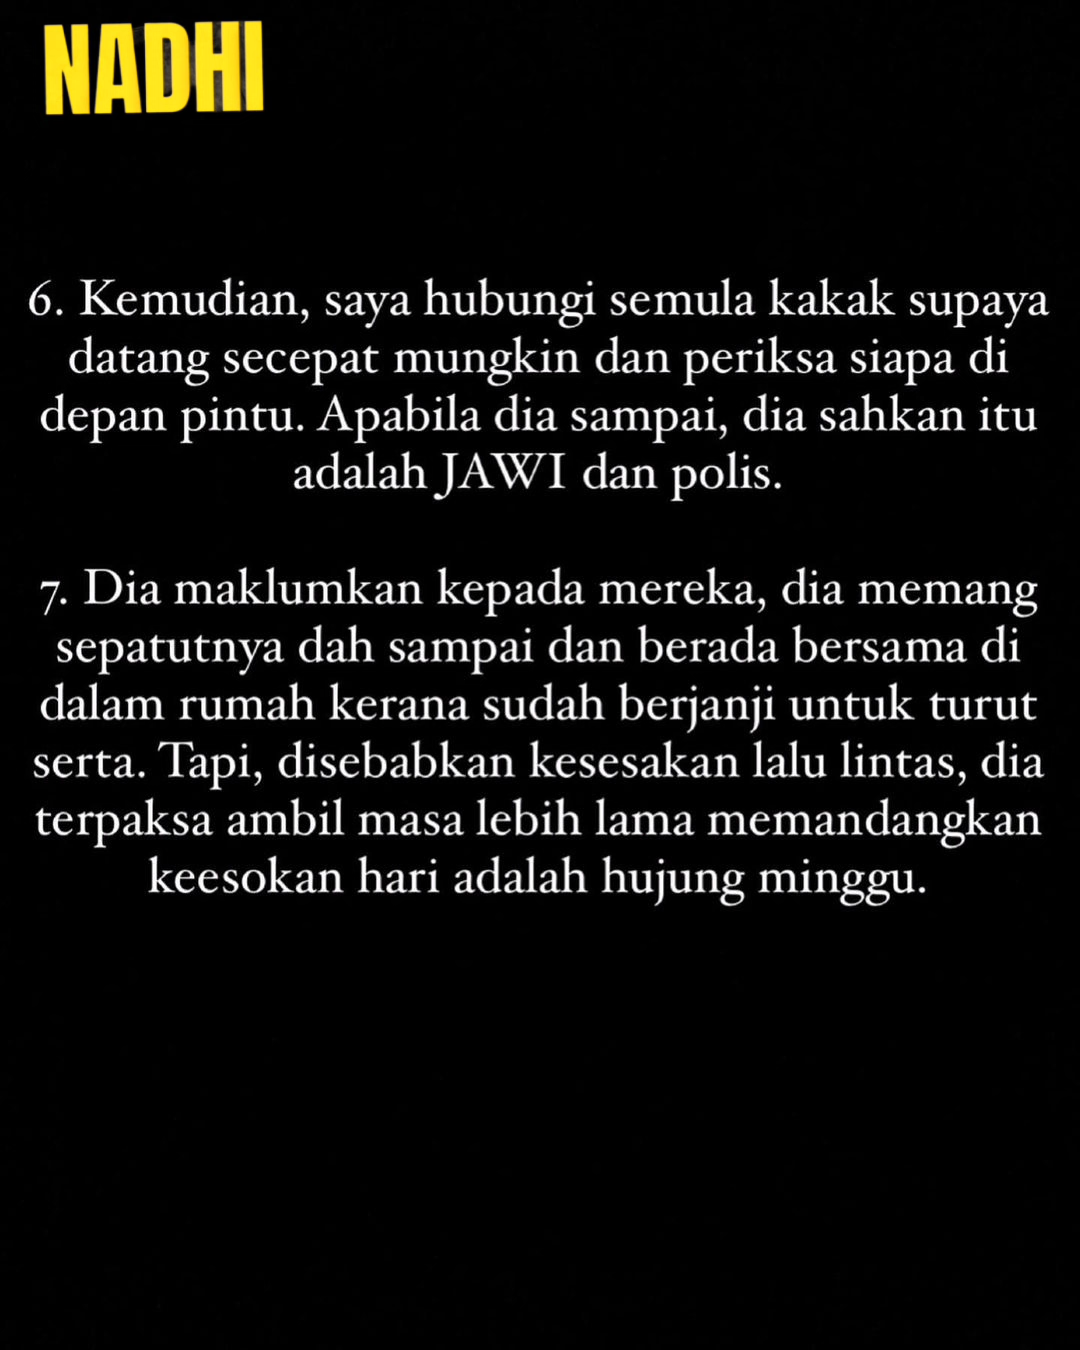 NADHI
6. Kemudian, saya hubungi semula kakak supaya
datang secepat mungkin dan periksa siapa di
depan pintu. Apabila dia sampai, dia sahkan itu
adalah JAWI dan polis.
7. Dia maklumkan kepada mereka, dia memang
sepatutnya dah sampai dan berada bersama di
dalam rumah kerana sudah berjanji untuk turut
serta. Tapi, disebabkan kesesakan lalu lintas, dia
terpaksa ambil masa lebih lama memandangkan
keesokan hari adalah hujung minggu.